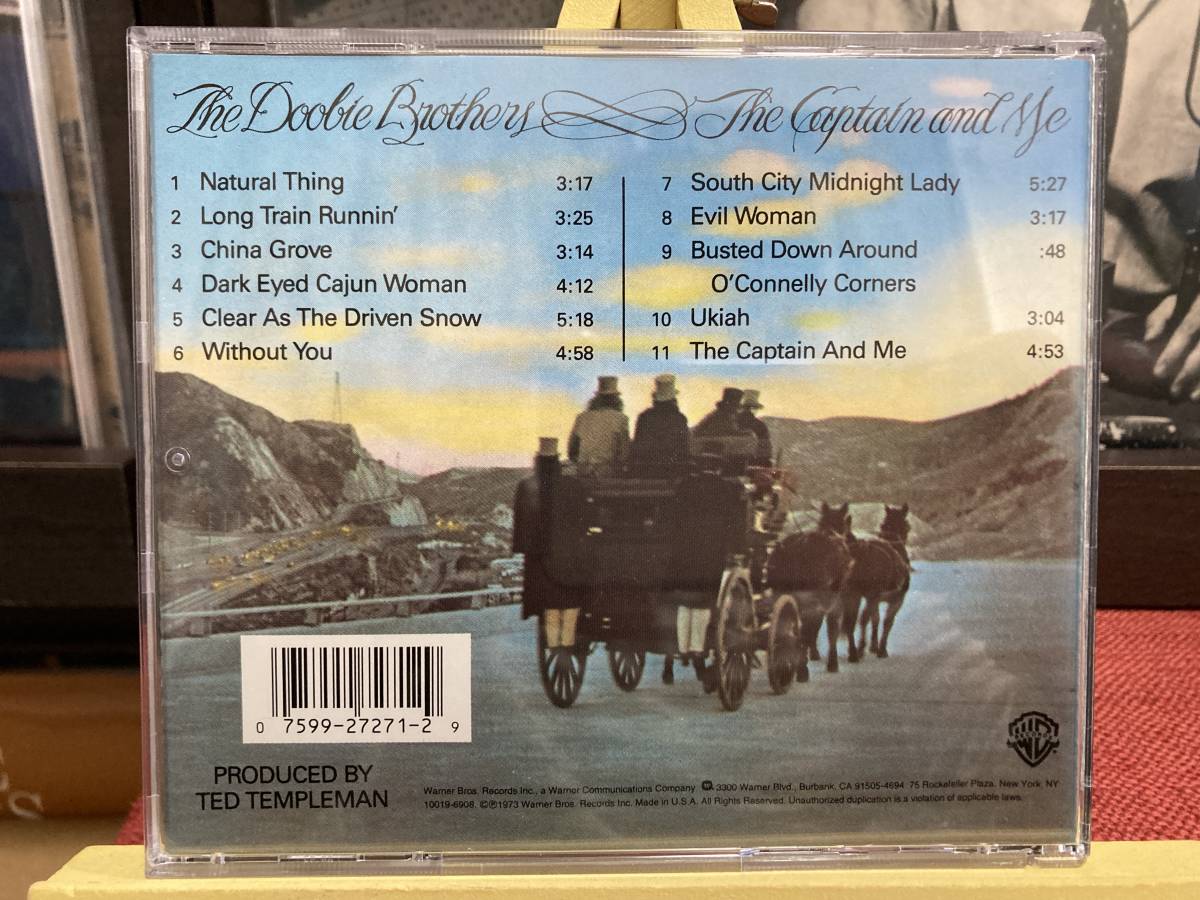 The Doobie Brothers The Captain and Me
1 Natural Thing 3:17
2 Long Train Runnin' 3:25
3 China Grove 3:14
4 Dark Eyed Cajun Woman 4:12
5 Clear As The Driven Snow 5:18
6 Without You 4:58
7 South City Midnight Lady 5:27
8 Evil Woman 3:17
9 Busted Down Around :48
O'Connelly Corners
10 Ukiah 3:04
11 The Captain And Me 4:53
0 7599-27271-2 9
PRODUCED BY
TED TEMPLEMAN
Warner Bros. Records Inc., a Warner Communications Company 3300 Warner Blvd., Burbank, CA 91505-4694 75 Rockefeller Plaza, New York, NY
10019-6908. ©℗1973 Warner Bros. Records Inc. Made in U.S.A. All Rights Reserved. Unauthorized duplication is a violation of applicable laws.